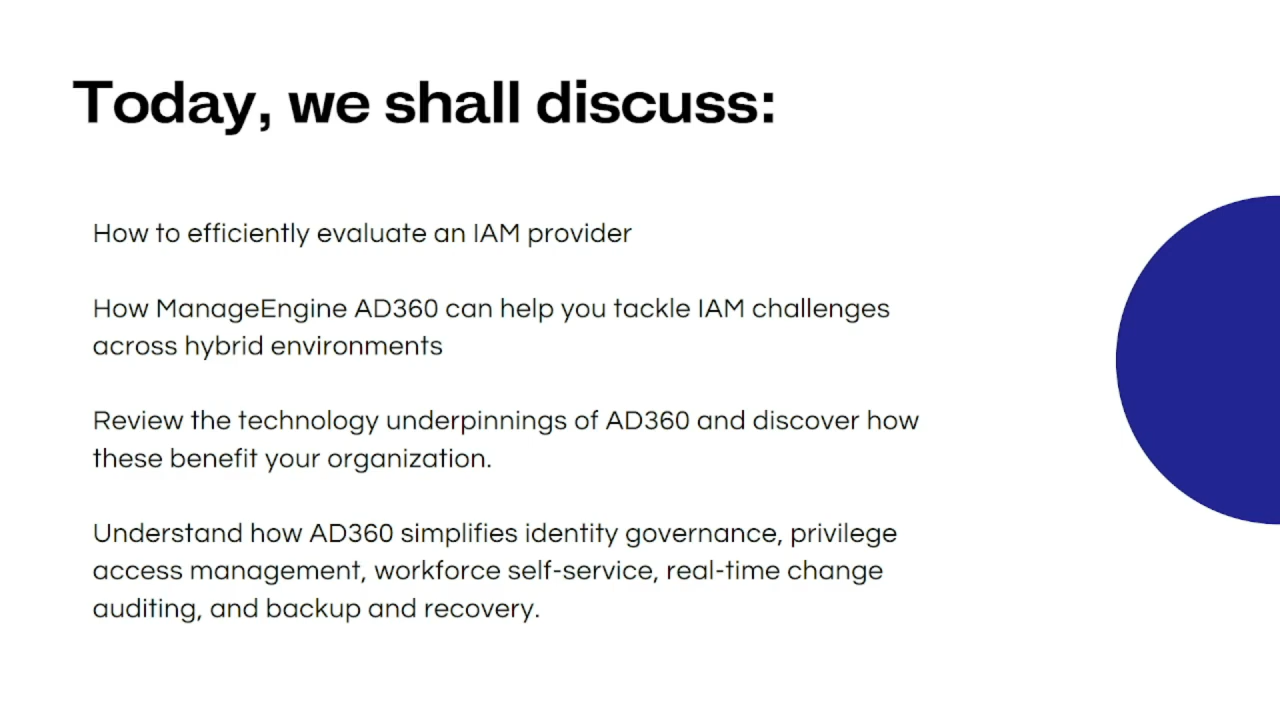 Today, we shall discuss:
How to efficiently evaluate an IAM provider
How ManageEngine AD360 can help you tackle IAM challenges
across hybrid environments
Review the technology underpinnings of AD360 and discover how
these benefit your organization.
Understand how AD360 simplifies identity governance, privilege
access management, workforce self-service, real-time change
auditing, and backup and recovery.